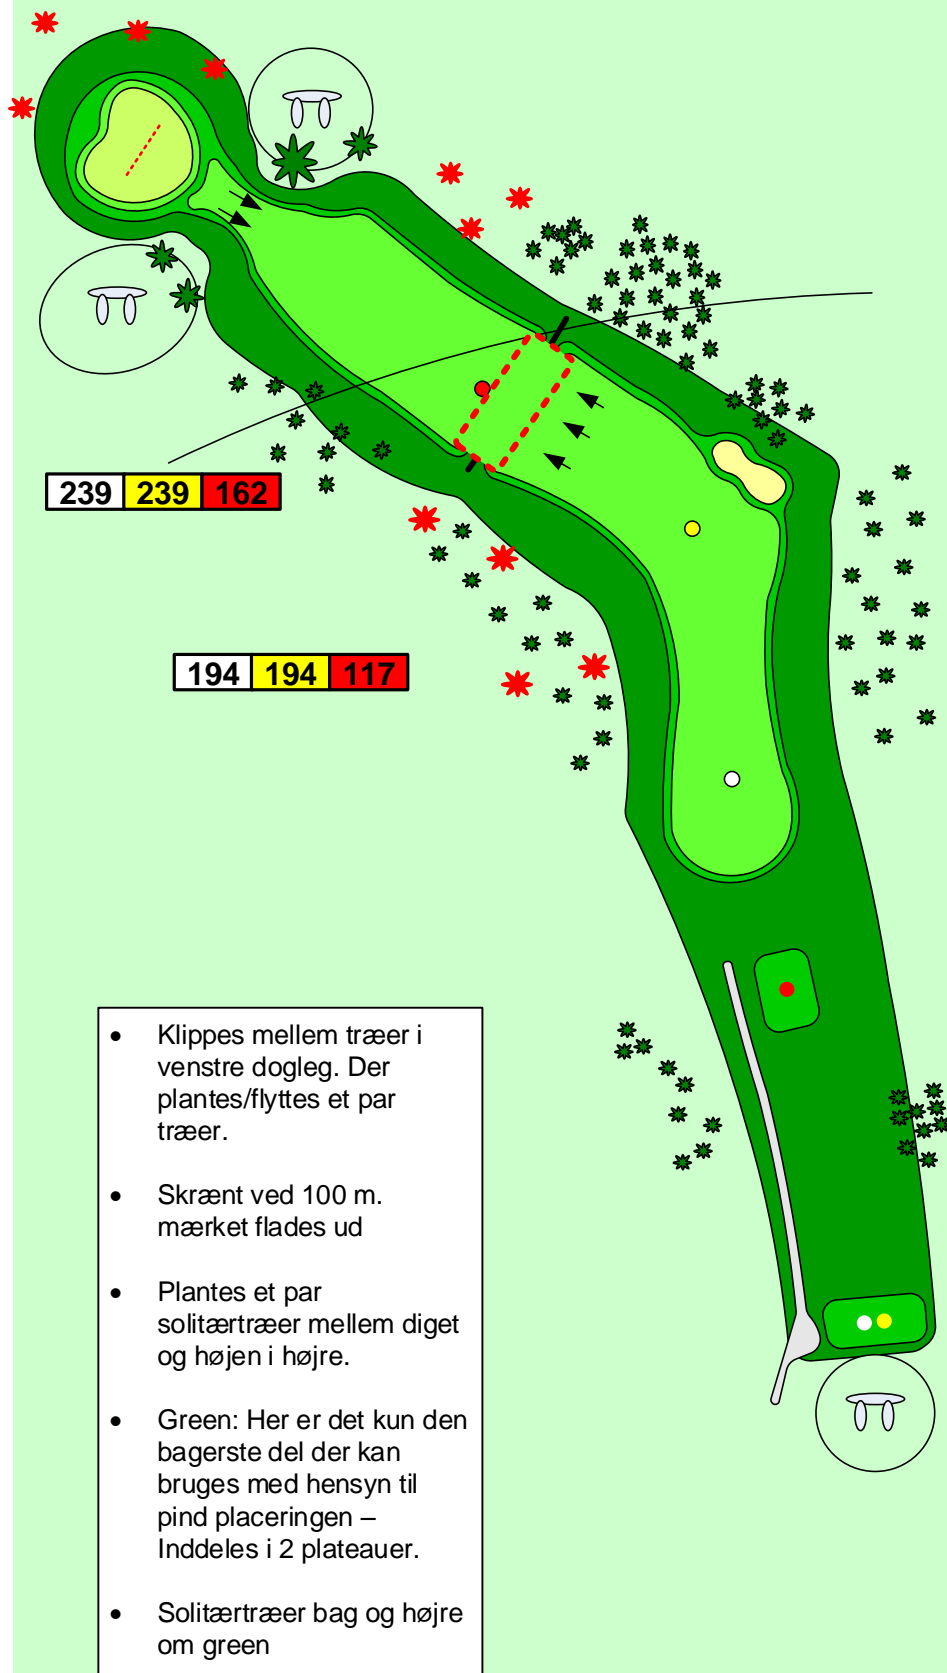 239 239 162
194 194 117
• Klippes mellem træer i
venstre dogleg. Der
plantes/flyttes et par
træer.
• Skrænt ved 100 m.
mærket flades ud
• Plantes et par
solitærtræer mellem diget
og højen i højre.
• Green: Her er det kun den
bagerste del der kan
bruges med hensyn til
pind placeringen –
Inddeles i 2 plateauer.
• Solitærtræer bag og højre
om green